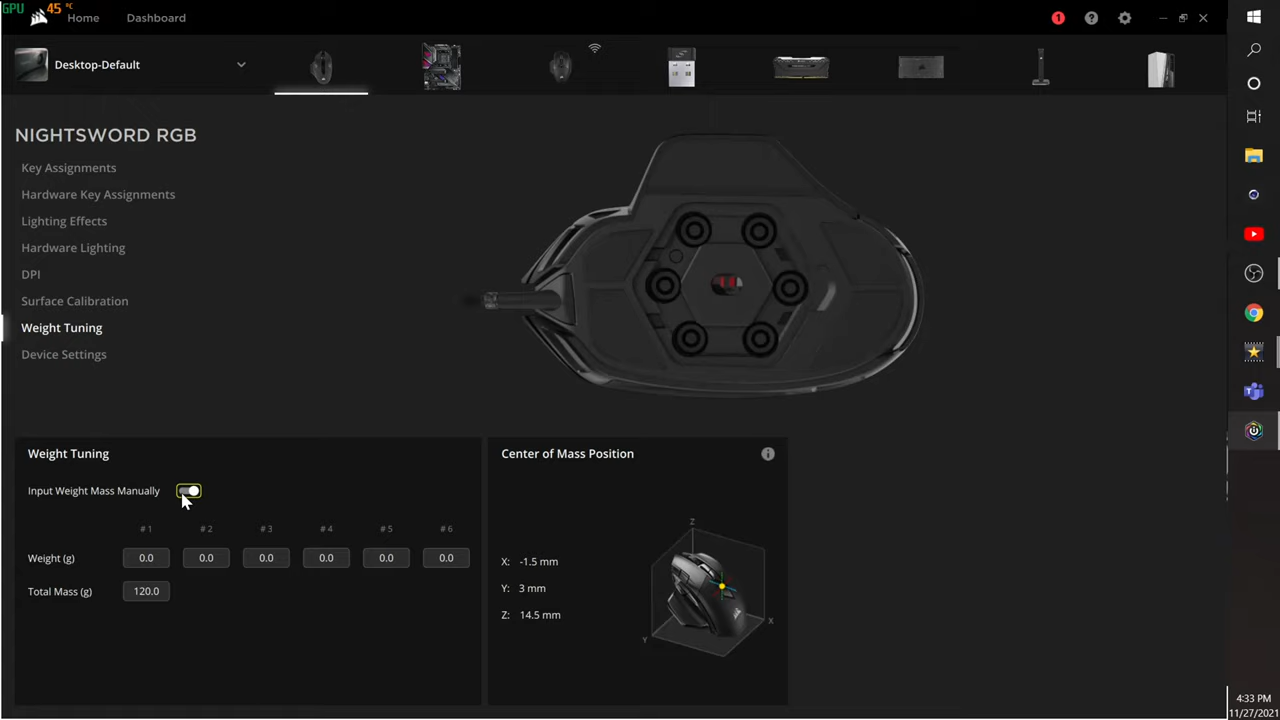 GPU 45 °C
Home
Dashboard
1
?
Desktop-Default
NIGHTSWORD RGB
Key Assignments
Hardware Key Assignments
Lighting Effects
Hardware Lighting
DPI
Surface Calibration
Weight Tuning
Device Settings
Weight Tuning
Input Weight Mass Manually
#1 #2 #3 #4 #5 #6
Weight (g) 0.0 0.0 0.0 0.0 0.0 0.0
Total Mass (g) 120.0
Center of Mass Position
X: -1.5 mm
Y: 3 mm
Z: 14.5 mm
Z
X
Y
4:33 PM
11/27/2021